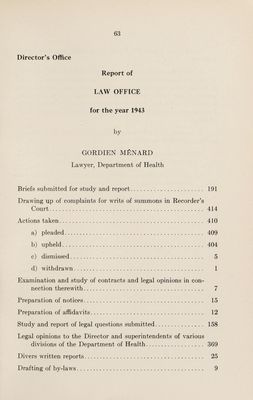 63
Director's Office
Report of
LAW OFFICE
for the year 1943
by
GORDIEN MÉNARD
Lawyer, Department of Health
Briefs submitted for study and report....................... 191
Drawing up of complaints for writs of summons in Recorder's
Court................................................ 414
Actions taken............................................. 410
a) pleaded........................................... 409
b) upheld............................................ 404
c) dismissed......................................... 5
d) withdrawn......................................... 1
Examination and study of contracts and legal opinions in con-
nection therewith..................................... 7
Preparation of notices..................................... 15
Preparation of affidavits................................... 12
Study and report of legal questions submitted............... 158
Legal opinions to the Director and superintendents of various
divisions of the Department of Health.................. 369
Divers written reports..................................... 25
Drafting of by-laws........................................ 9